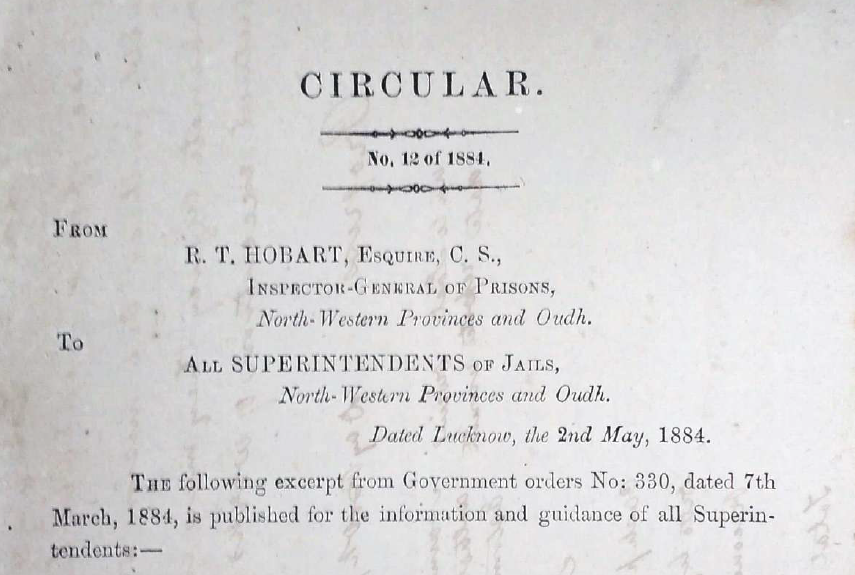 CIRCULAR.
No. 12 of 1884.
FROM
R. T. HOBART, ESQUIRE, C. S.,
INSPECTOR-GENERAL OF PRISONS,
North-Western Provinces and Oudh.
To
ALL SUPERINTENDENTS OF JAILS,
North-Western Provinces and Oudh.
Dated Lucknow, the 2nd May, 1884.
THE following excerpt from Government orders No: 330, dated 7th
March, 1884, is published for the information and guidance of all Superin-
tendents:—